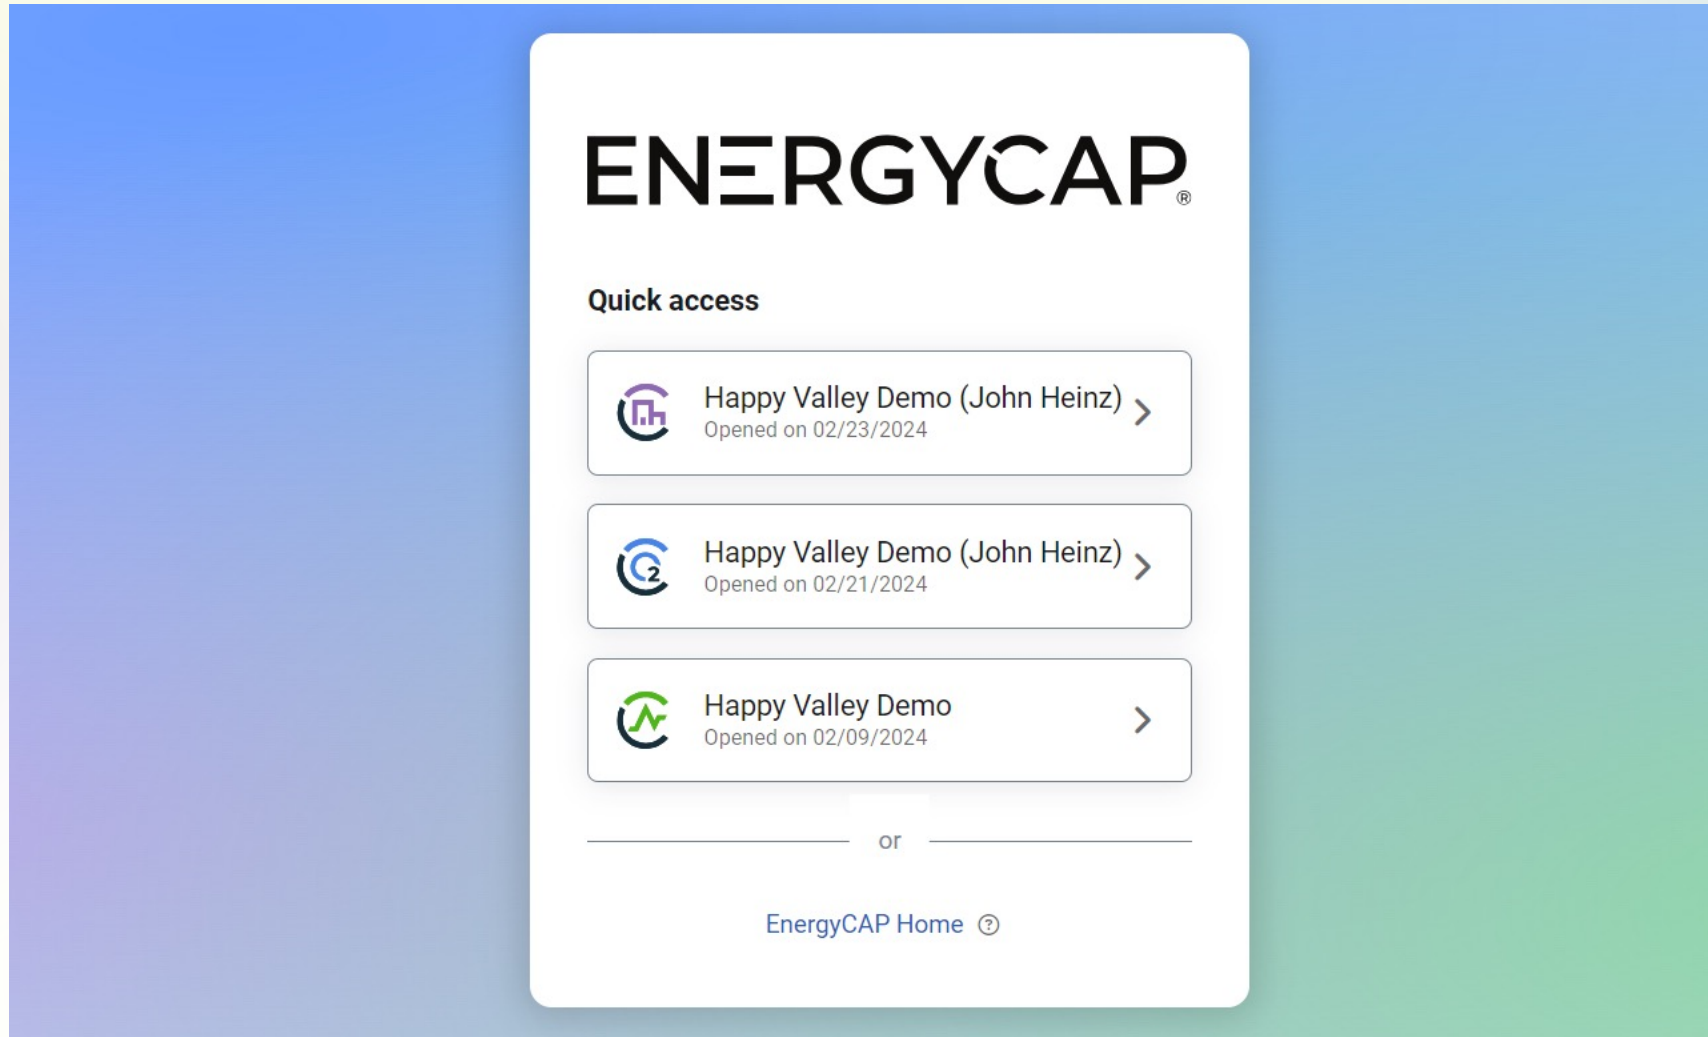 ENERGYCAP®
Quick access
Happy Valley Demo (John Heinz)
Opened on 02/23/2024
2
Happy Valley Demo (John Heinz)
Opened on 02/21/2024
Happy Valley Demo
Opened on 02/09/2024
or
EnergyCAP Home ?